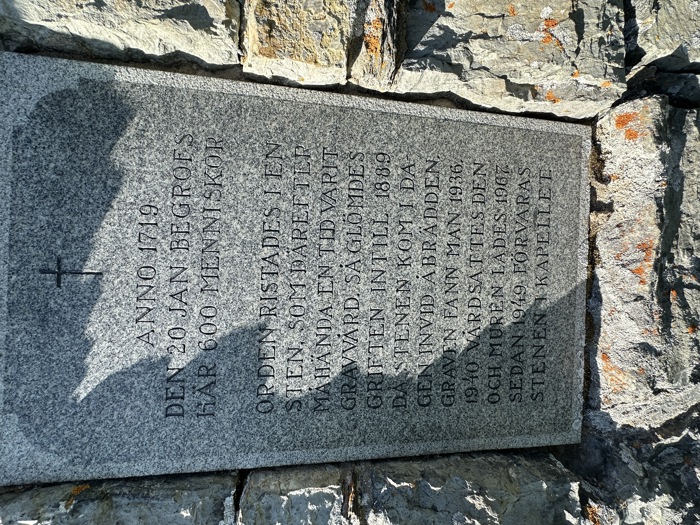 ANNO 1719
DEN 20 JAN BEGROFS
HÄR 600 MENNISKOR
ORDEN RISTADES I EN
STEN, SOM DÄREFTER
MÅHÄNDA EN TID VARIT
GRAVVÅRD. SÅ GLÖMDES
GRIFTEN INTILL 1889
DÅ STENEN KOM I DA-
GEN INVID ÅBRÄDDEN
GRAVEN FANN MAN 1936.
1940 VÅRDSATTES DEN
OCH MUREN LADES 1967.
SEDAN 1949 FÖRVARAS
STENEN I KAPELLET.